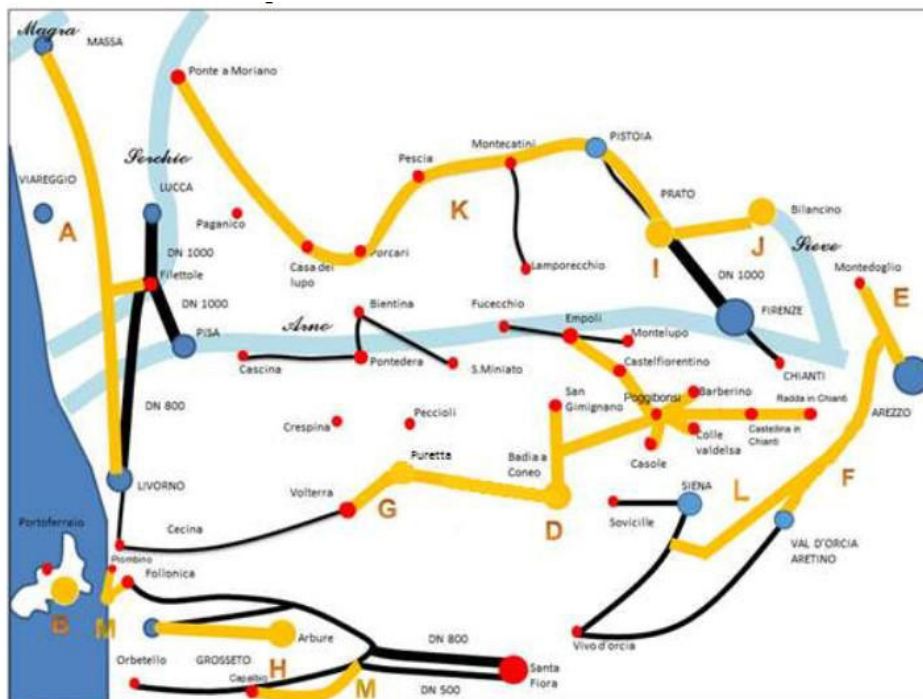 Magra
MASSA
Ponte a Moriano
Serchio
LUCCA
VIAREGGIO
A
Paganico
Pescia
Montecatini
PISTOIA
K
PRATO
Bilancino
J
Sieve
I
DN 1000
Filettole
Casa del
lupo
Porcari
Lamporecchio
DN 1000
Montedoglio
DN 1000
PISA
Arno
Bientina
Fucecchio
Empoli
Montelupo
FIRENZE
E
Cascina
Pontedera
S.Miniato
Castelfiorentino
CHIANTI
DN 800
San
Gimignano
Poggibonsi
Barberino
Radda in Chianti
AREZZO
Crespina
Peccioli
Castellina in
Chianti
Colle
valdelsa
Casole
Puretta
Badia a
Coneo
LIVORNO
Volterra
G
D
SIENA
L
F
Portoferraio
Cecina
Sovicille
VAL D'ORCIA
ARETINO
Piombino
Follonica
B
M
Arbure
DN 800
Vivo d'orcia
Orbetello
GROSSETO
H
Capalbio
M
DN 500
Santa
Fiora